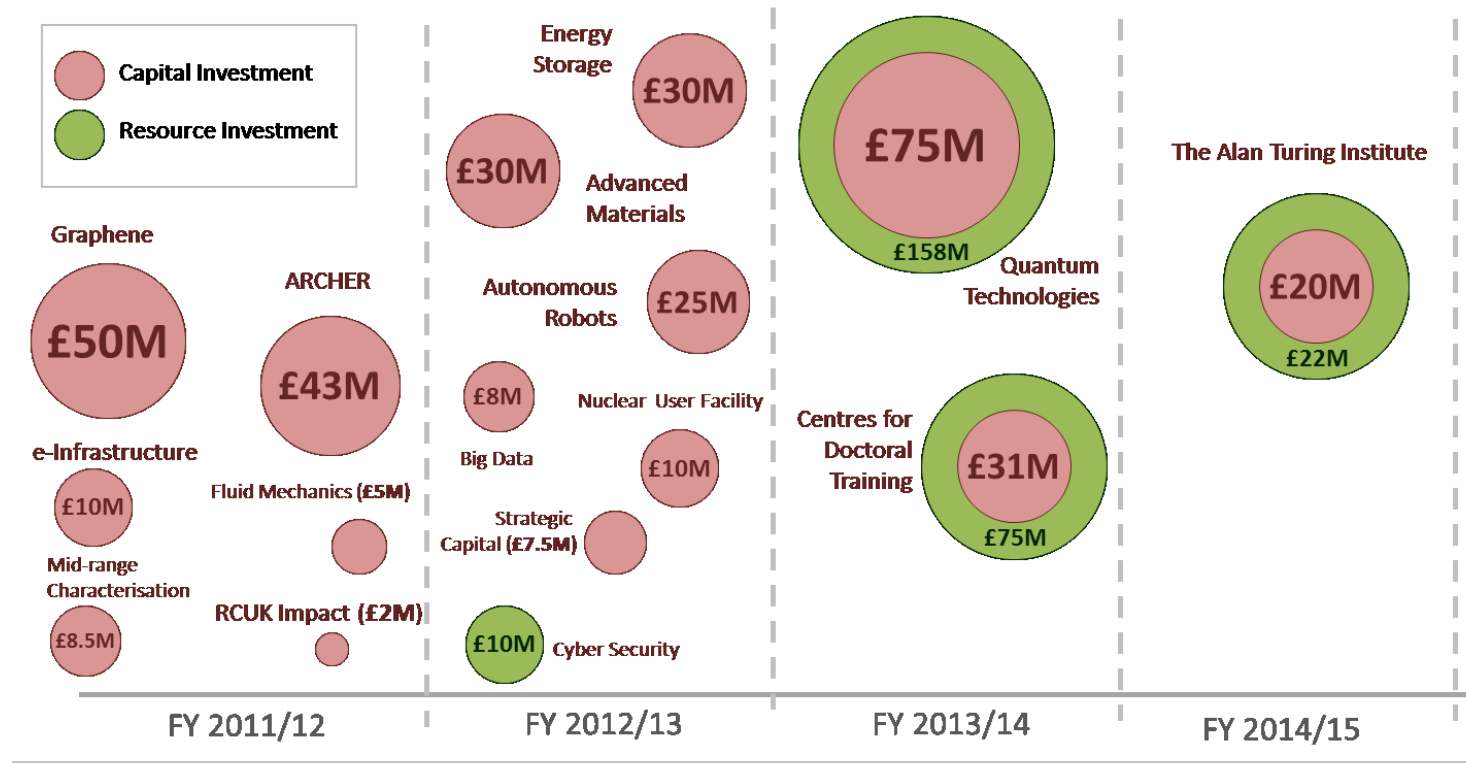 Capital Investment
Resource Investment
Graphene
£50M
ARCHER
£43M
e-Infrastructure
£10M
Fluid Mechanics (£5M)
Mid-range
Characterisation
£8.5M
RCUK Impact (£2M)
Energy
Storage
£30M
£30M
Advanced
Materials
Autonomous
Robots
£25M
£8M
Big Data
Nuclear User Facility
£10M
Strategic
Capital (£7.5M)
£10M
Cyber Security
£75M
£158M
Quantum
Technologies
Centres for
Doctoral
Training
£31M
£75M
The Alan Turing Institute
£20M
£22M
FY 2011/12
FY 2012/13
FY 2013/14
FY 2014/15